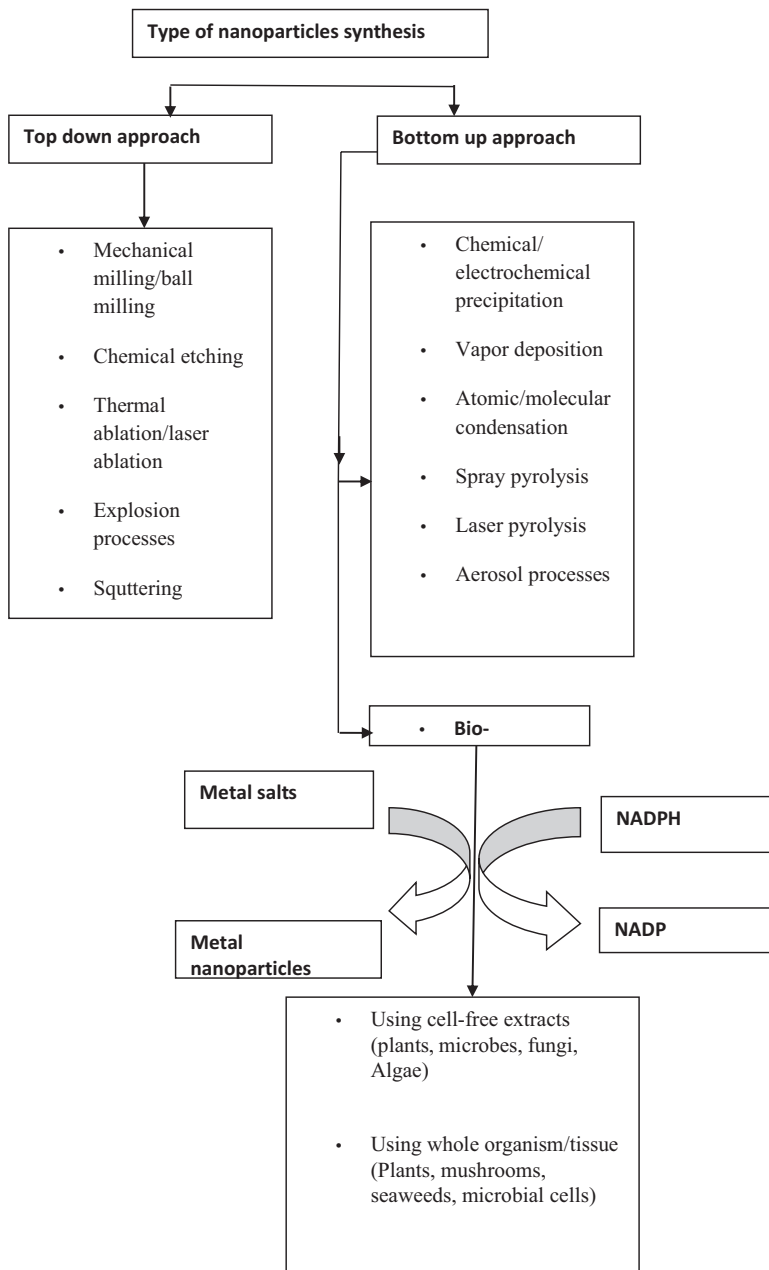 Type of nanoparticles synthesis
Top down approach
Bottom up approach
• Mechanical
milling/ball
milling
• Chemical etching
• Thermal
ablation/laser
ablation
• Explosion
processes
• Squttering
• Chemical/
electrochemical
precipitation
• Vapor deposition
• Atomic/molecular
condensation
• Spray pyrolysis
• Laser pyrolysis
• Aerosol processes
• Bio-
Metal salts
NADPH
Metal
nanoparticles
NADP
• Using cell-free extracts
(plants, microbes, fungi,
Algae)
• Using whole organism/tissue
(Plants, mushrooms,
seaweeds, microbial cells)